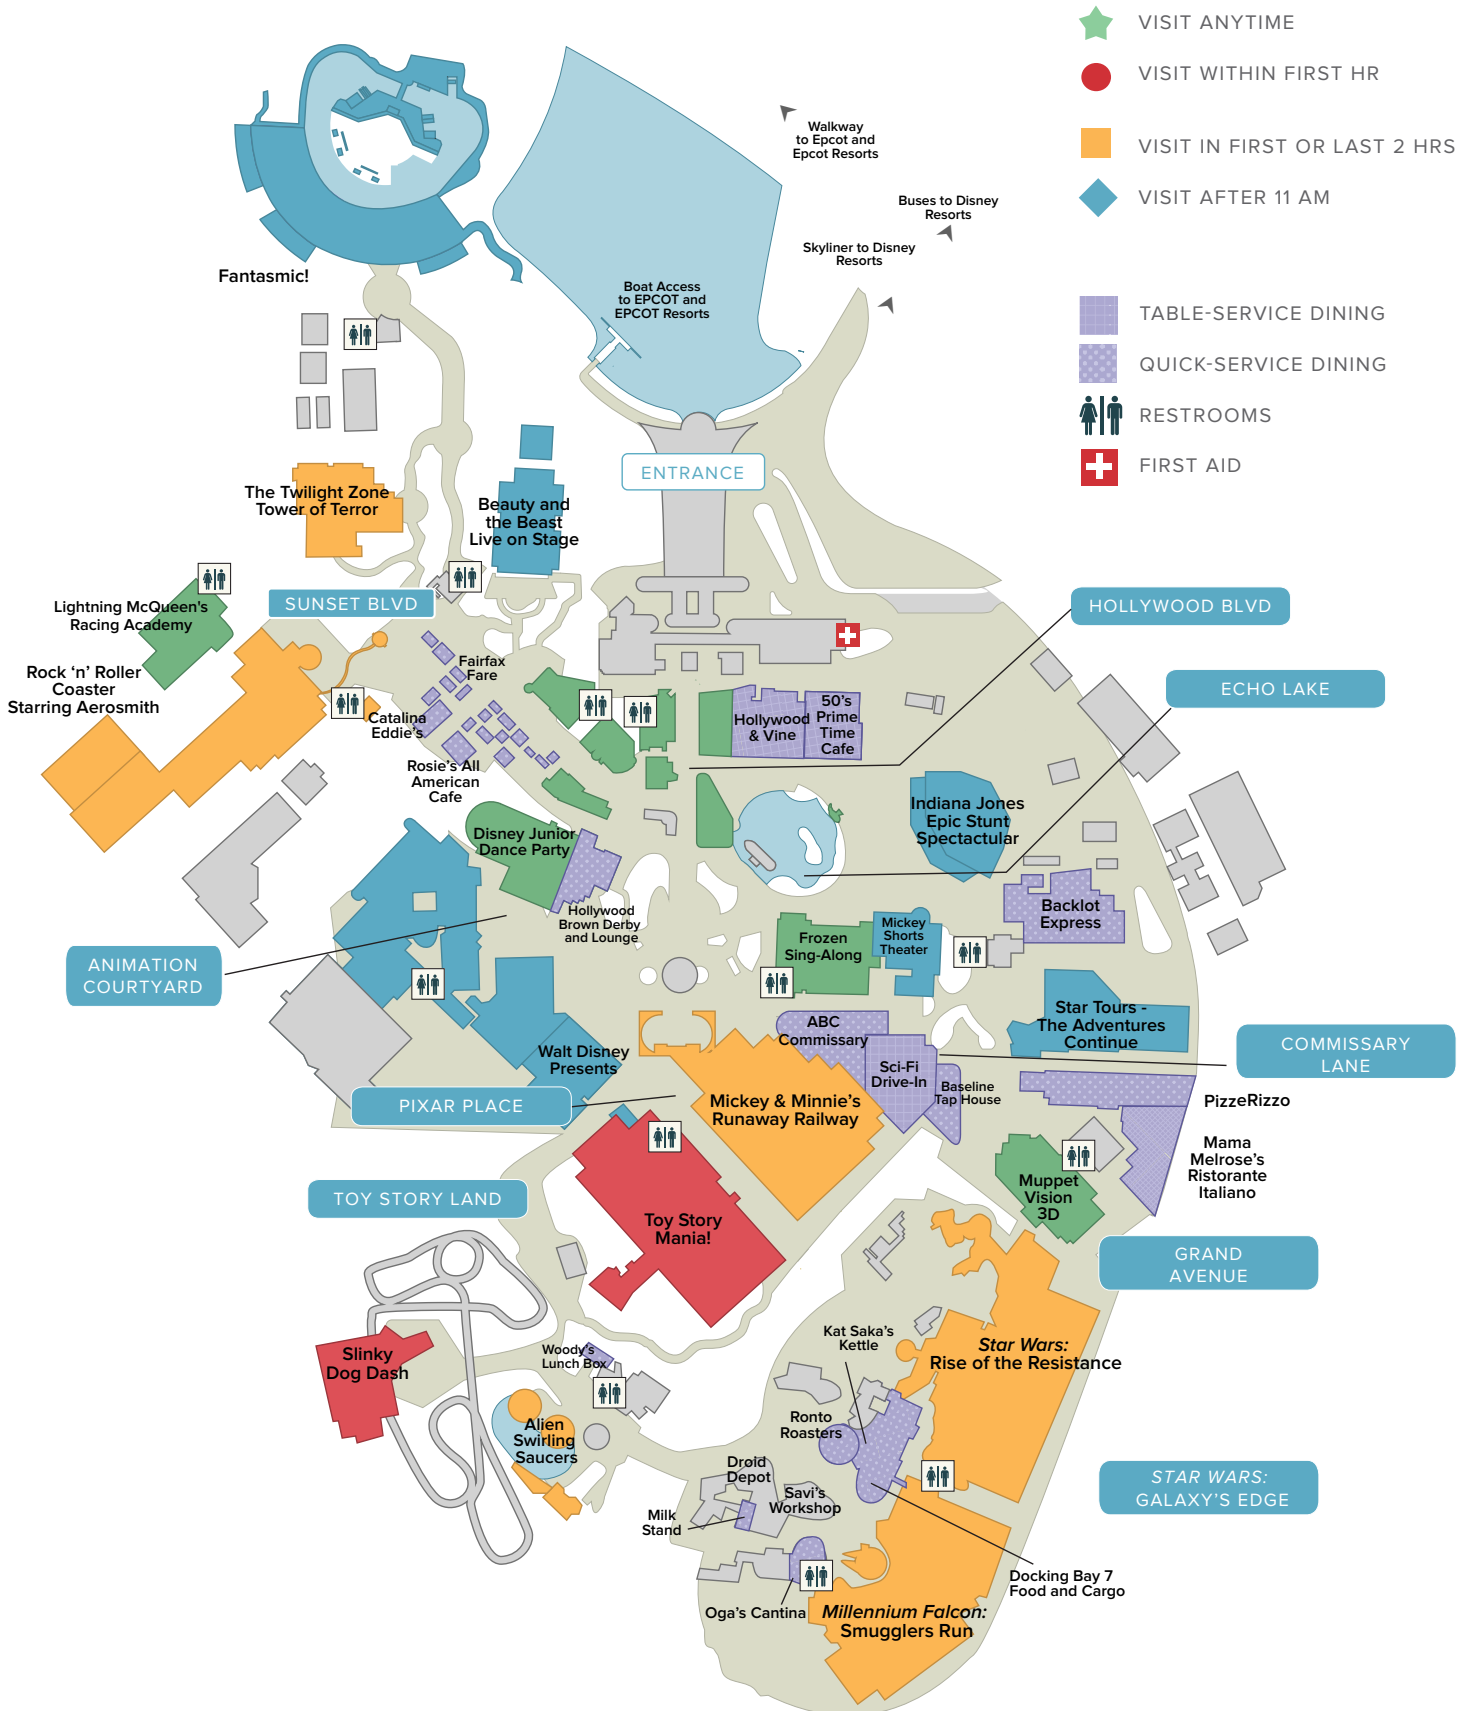 VISIT ANYTIME
VISIT WITHIN FIRST HR
VISIT IN FIRST OR LAST 2 HRS
VISIT AFTER 11 AM
TABLE-SERVICE DINING
QUICK-SERVICE DINING
RESTROOMS
FIRST AID
Walkway
to Epcot and
Epcot Resorts
Buses to Disney
Resorts
Skyliner to Disney
Resorts
Fantasmic!
Boat Access
to EPCOT and
EPCOT Resorts
ENTRANCE
The Twilight Zone
Tower of Terror
Beauty and
the Beast
Live on Stage
SUNSET BLVD
HOLLYWOOD BLVD
Lightning McQueen's
Racing Academy
Rock ‘n’ Roller
Coaster
Starring Aerosmith
Fairfax
Fare
Catalina
Eddie's
Rosie's All
American
Cafe
ECHO LAKE
Hollywood
& Vine
50's
Prime
Time
Cafe
Indiana Jones
Epic Stunt
Spectactular
Disney Junior
Dance Party
Hollywood
Brown Derby
and Lounge
Backlot
Express
Frozen
Sing-Along
Mickey
Shorts
Theater
ANIMATION
COURTYARD
Star Tours -
The Adventures
Continue
ABC
Commissary
Sci-Fi
Drive-In
Baseline
Tap House
COMMISSARY
LANE
Walt Disney
Presents
PIXAR PLACE
Mickey & Minnie's
Runaway Railway
PizzeRizzo
Mama
Melrose's
Ristorante
Italiano
Muppet
Vision
3D
TOY STORY LAND
Toy Story
Mania!
GRAND
AVENUE
Slinky
Dog Dash
Woody's
Lunch Box
Alien
Swirling
Saucers
Kat Saka's
Kettle
Star Wars:
Rise of the Resistance
Ronto
Roasters
Droid
Depot
Savi's
Workshop
Milk
Stand
STAR WARS:
GALAXY'S EDGE
Docking Bay 7
Food and Cargo
Oga's Cantina
Millennium Falcon:
Smugglers Run